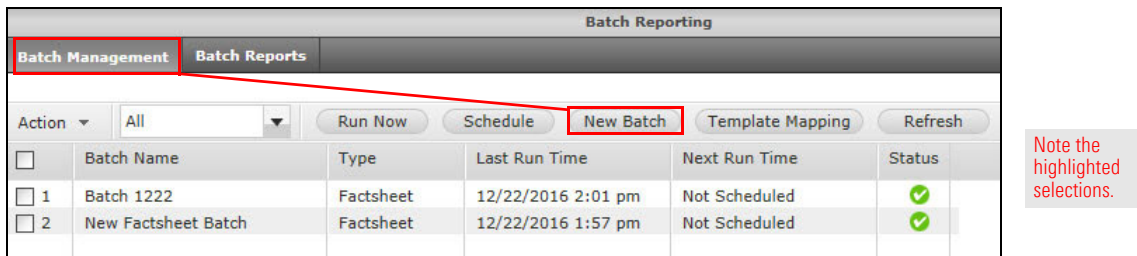 Batch Reporting
Batch Management Batch Reports
Action All Run Now Schedule New Batch Template Mapping Refresh
Batch Name Type Last Run Time Next Run Time Status
1 Batch 1222 Factsheet 12/22/2016 2:01 pm Not Scheduled
2 New Factsheet Batch Factsheet 12/22/2016 1:57 pm Not Scheduled
Note the
highlighted
selections.